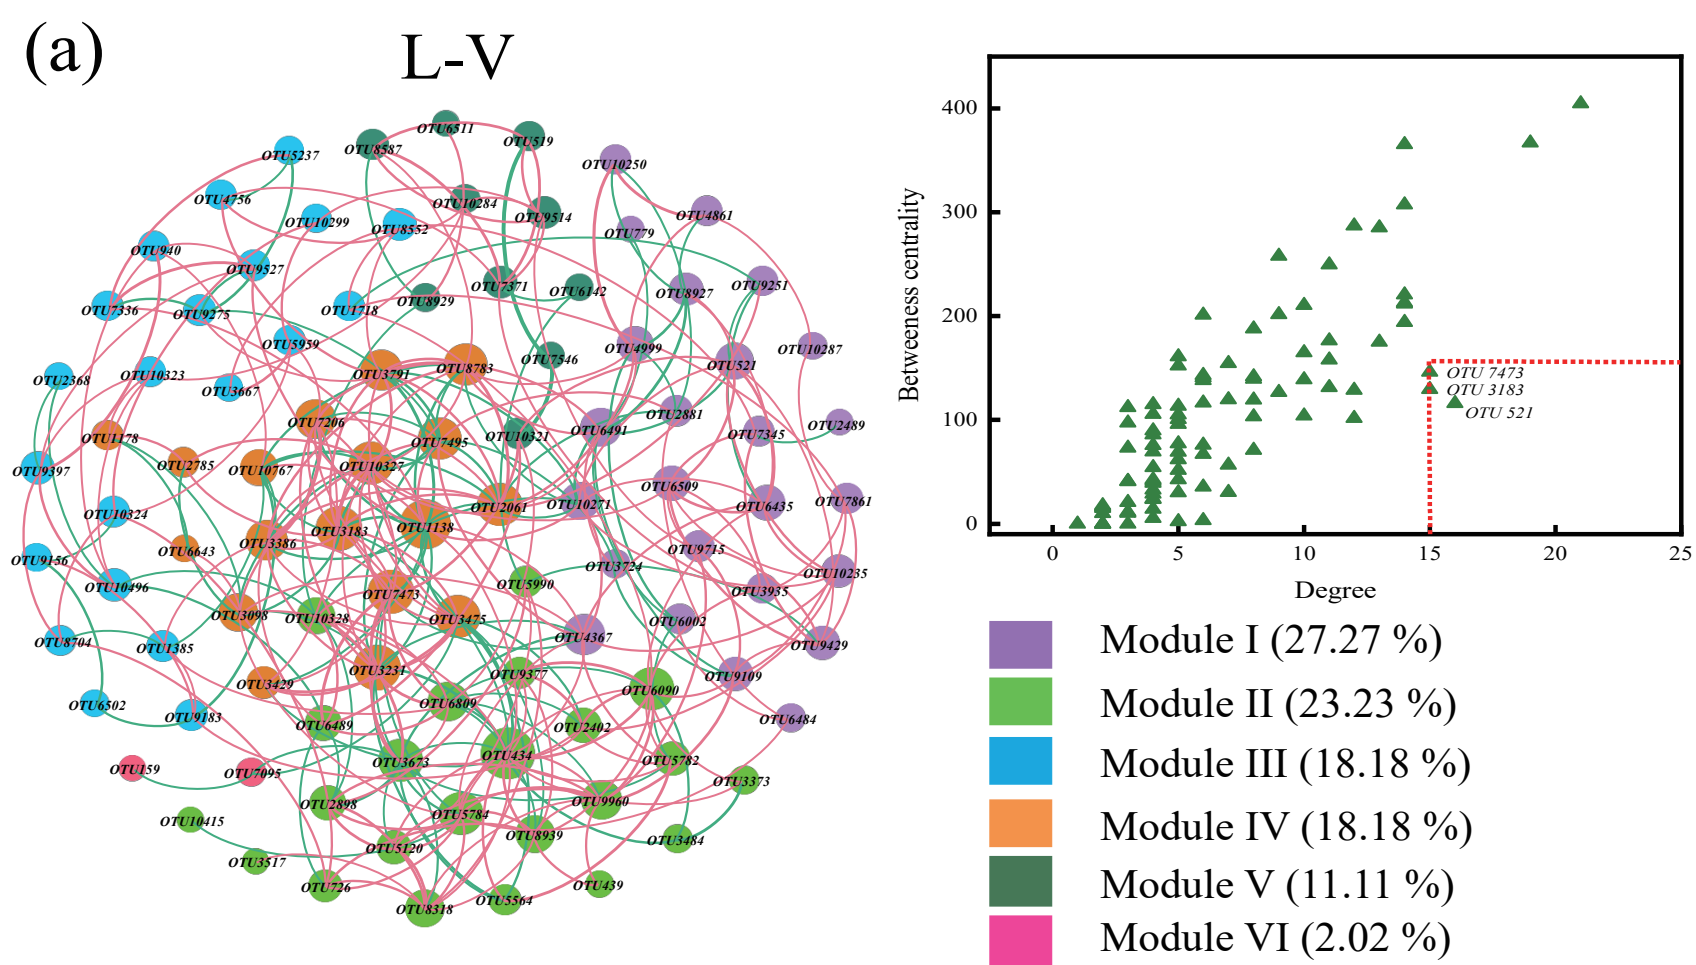 (a)
L-V
OTU6511
OTU8587
OTU519
OTU5237
OTU10250
OTU4756
OTU10284
OTU9514
OTU4861
OTU10299
OTU8552
OTU779
OTU940
OTU9527
OTU7371
OTU6142
OTU8927
OTU9251
OTU7336
OTU9275
OTU1718
OTU8929
OTU5959
OTU4999
OTU10287
OTU7546
OTU521
OTU2368
OTU10323
OTU3667
OTU3791
OTU8783
OTU7206
OTU2881
OTU2489
OTU1178
OTU7495
OTU10321
OTU6491
OTU7345
OTU9397
OTU2785
OTU10767
OTU10327
OTU10324
OTU2061
OTU10271
OTU6509
OTU6435
OTU7861
OTU3386
OTU3183
OTU1138
OTU9156
OTU6643
OTU9715
OTU10496
OTU3724
OTU10235
OTU7473
OTU5990
OTU3935
OTU3098
OTU10328
OTU3475
OTU6002
OTU8704
OTU1385
OTU4367
OTU9429
OTU3231
OTU9377
OTU9109
OTU3429
OTU6809
OTU6090
OTU6502
OTU9183
OTU6489
OTU2402
OTU6484
OTU159
OTU7095
OTU3673
OTU434
OTU5782
OTU3373
OTU2898
OTU5784
OTU9960
OTU10415
OTU5120
OTU8939
OTU3484
OTU3517
OTU726
OTU8318
OTU5564
OTU439
Betweeness centrality
400
300
200
100
0
OTU 7473
OTU 3183
OTU 521
0 5 10 15 20 25
Degree
Module I (27.27 %)
Module II (23.23 %)
Module III (18.18 %)
Module IV (18.18 %)
Module V (11.11 %)
Module VI (2.02 %)